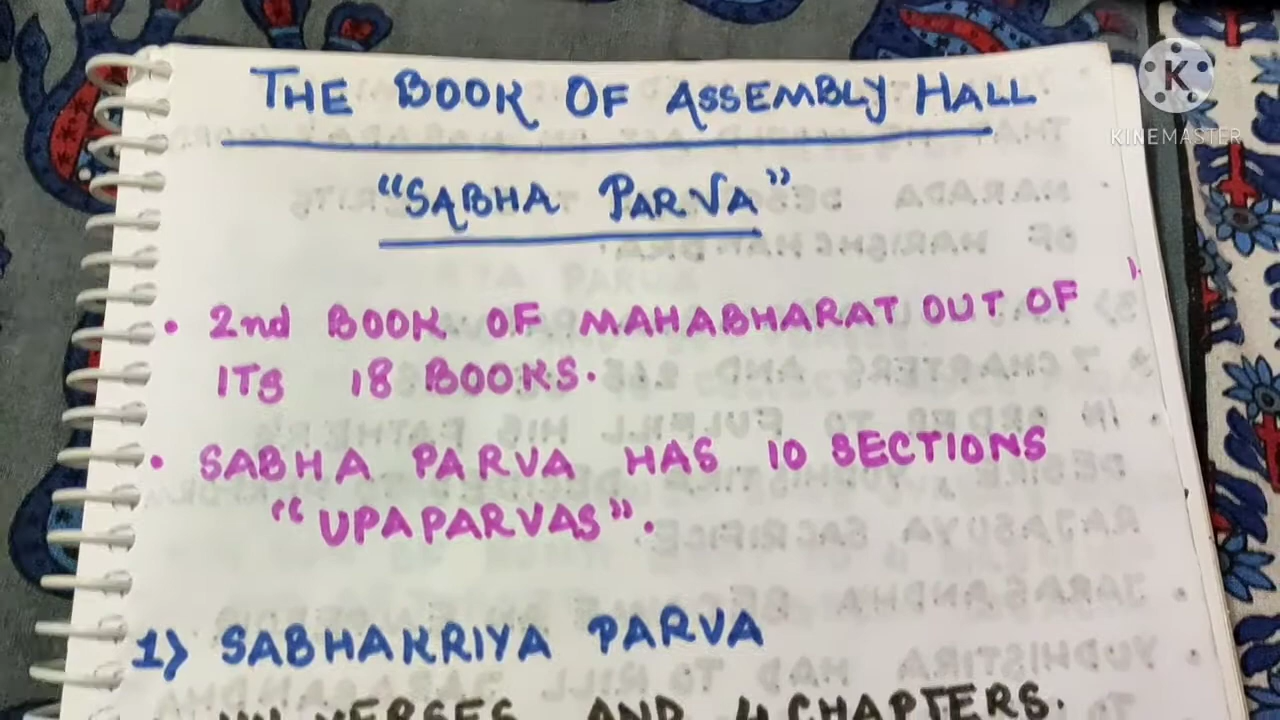 THE BOOK OF ASSEMBLY HALL
"SABHA PARVA"
• 2nd BOOK OF MAHABHARAT OUT OF
ITS 18 BOOKS.
• SABHA PARVA HAS 10 SECTIONS
"UPAPARVAS".
1) SABHAKRIYA PARVA
VERSES AND 4 CHAPTERS.
K
KINEMASTER